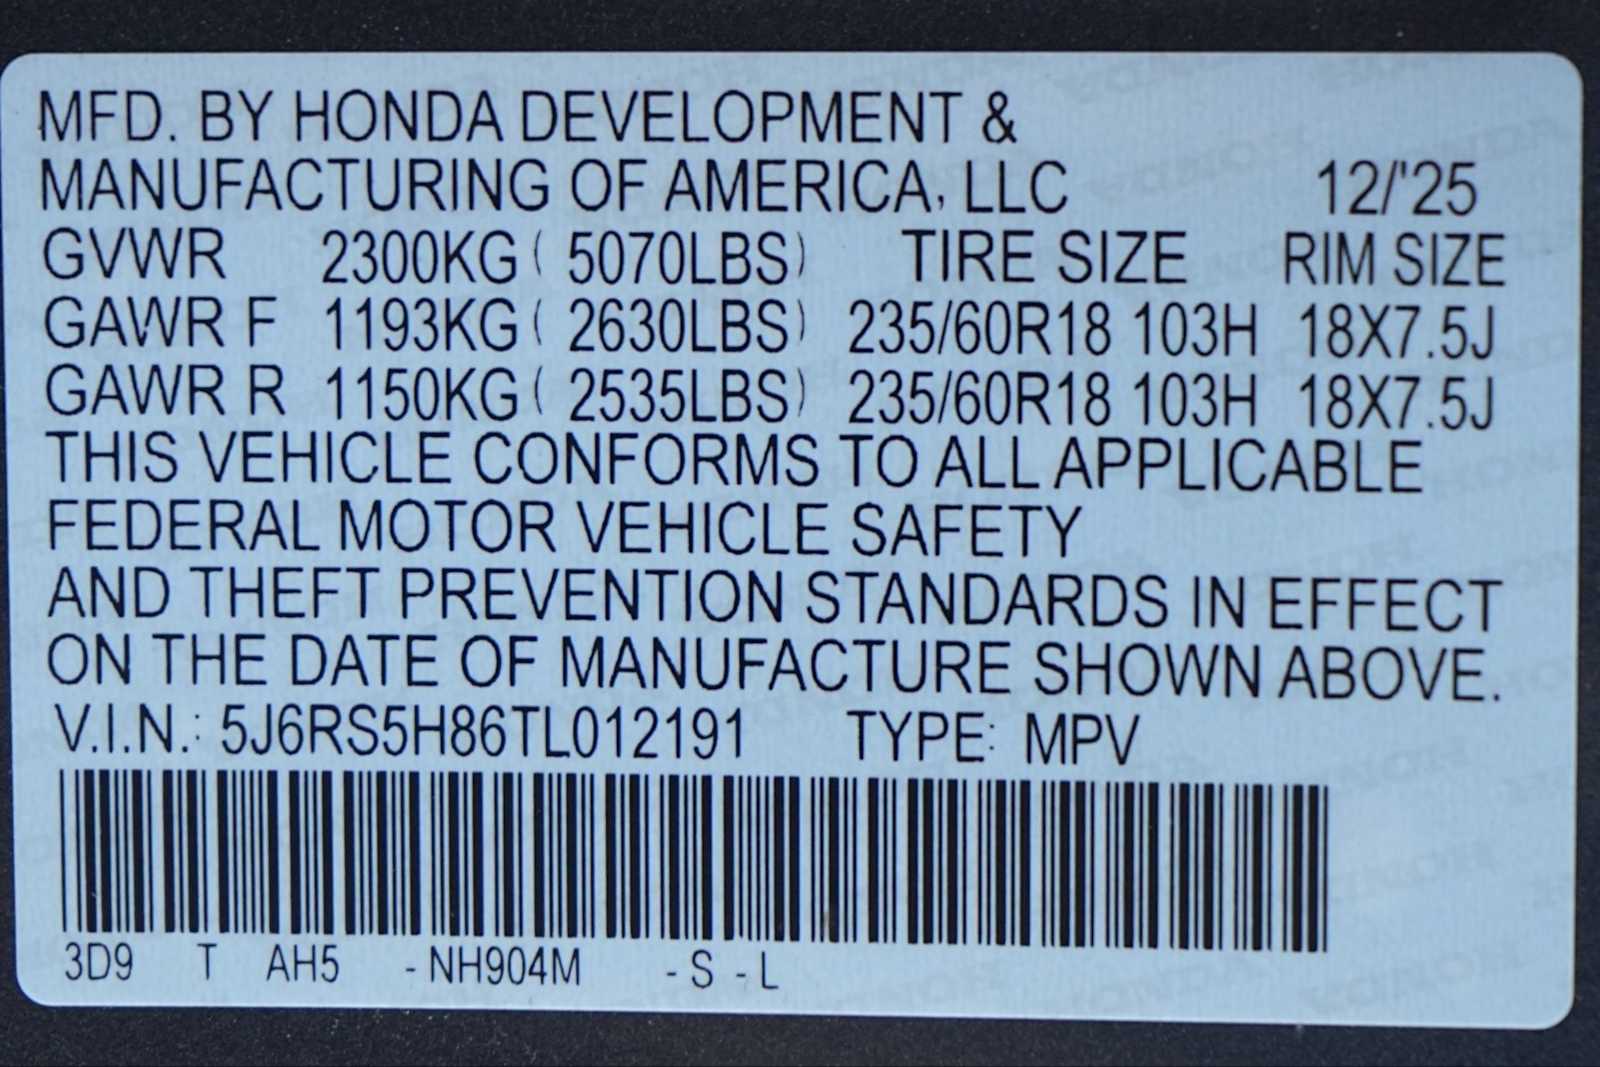 MFD. BY HONDA DEVELOPMENT &
MANUFACTURING OF AMERICA, LLC 12/'25
GVWR 2300KG ( 5070LBS) TIRE SIZE RIM SIZE
GAWR F 1193KG ( 2630LBS) 235/60R18 103H 18X7.5J
GAWR R 1150KG ( 2535LBS) 235/60R18 103H 18X7.5J
THIS VEHICLE CONFORMS TO ALL APPLICABLE
FEDERAL MOTOR VEHICLE SAFETY
AND THEFT PREVENTION STANDARDS IN EFFECT
ON THE DATE OF MANUFACTURE SHOWN ABOVE.
V.I.N.: 5J6RS5H86TL012191 TYPE: MPV
3D9 T AH5 - NH904M - S - L